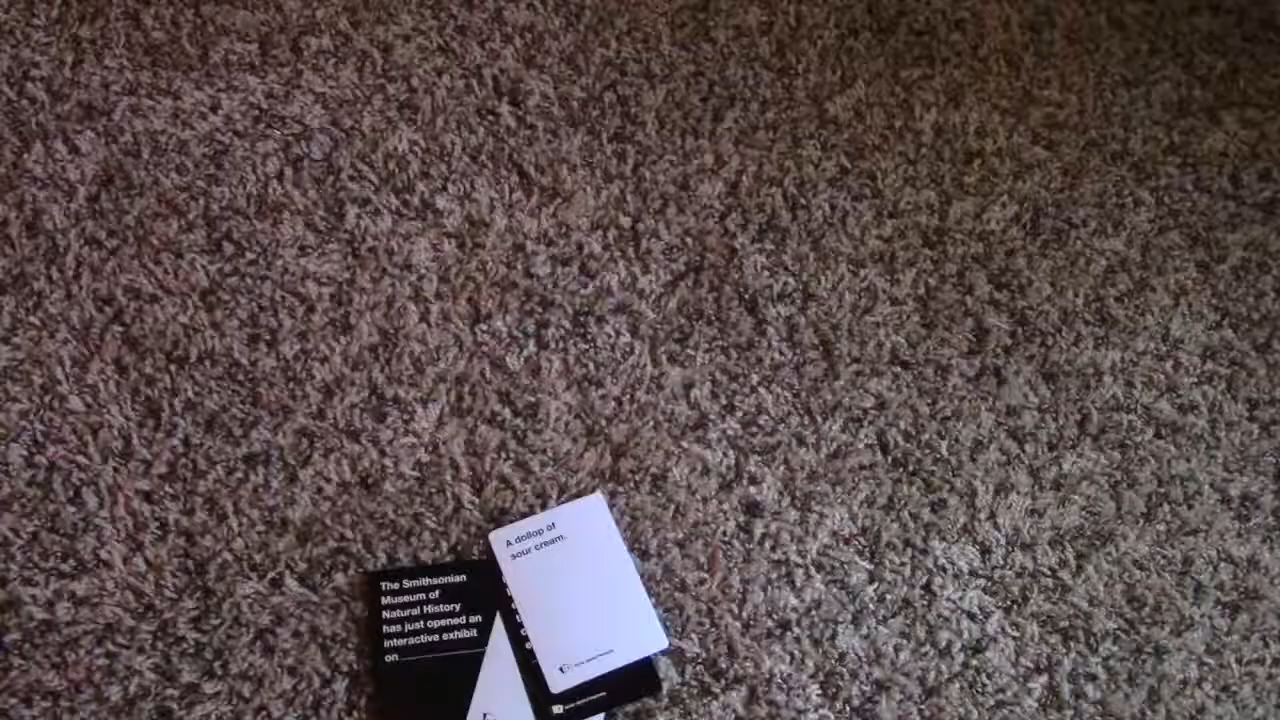 The Smithsonian
Museum of
Natural History
has just opened an
interactive exhibit
on
A dollop of
sour cream.